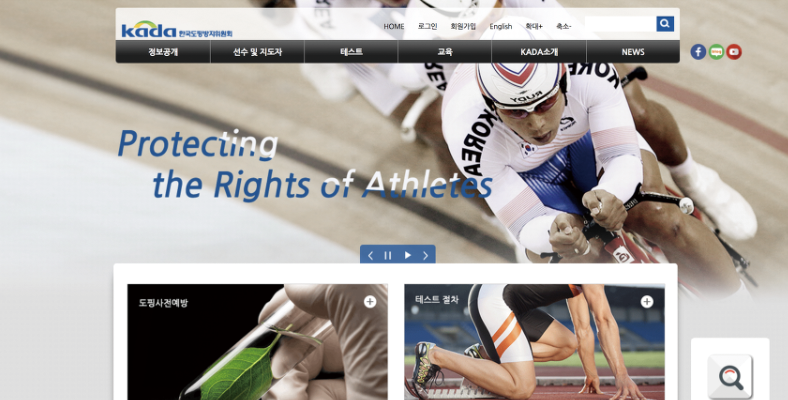 kada 한국도핑방지위원회
HOME 로그인 회원가입 English 확대+ 축소-
정보공개 선수 및 지도자 테스트 교육 KADA소개 NEWS
YOUR
KOREA
KOREA
Protecting
the Rights of Athletes
도핑사전예방
테스트 절차